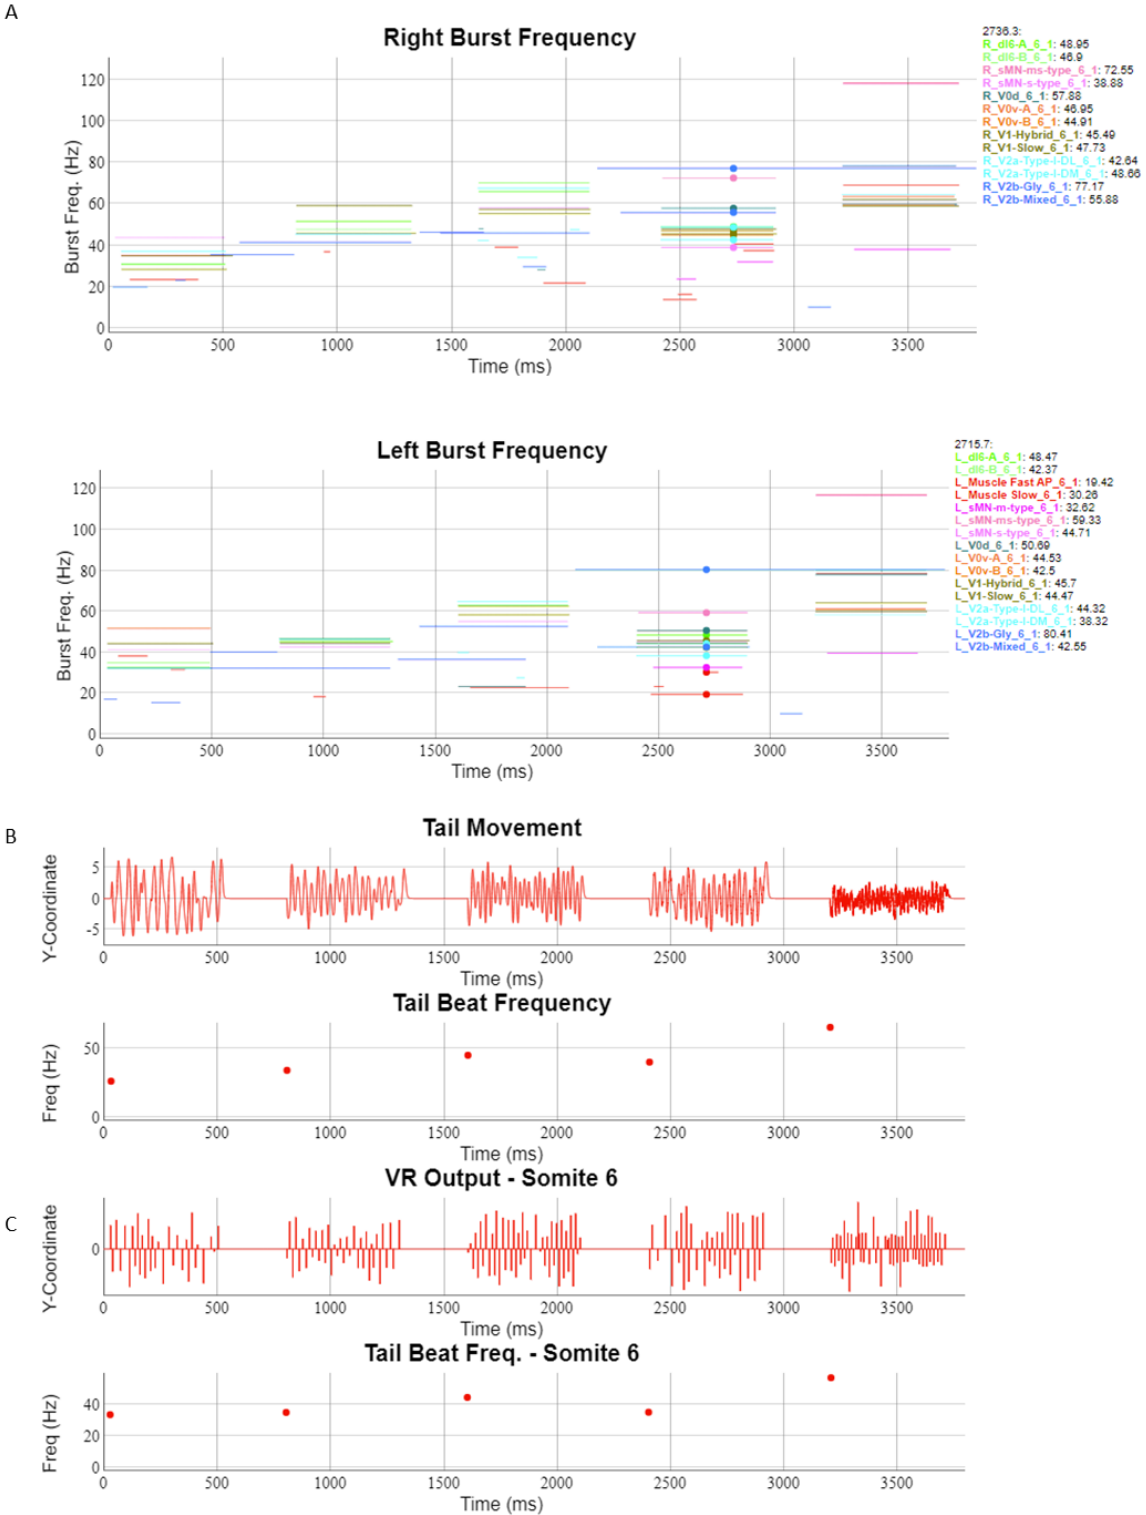 A
Right Burst Frequency
2736.3:
R_dI6-A_6_1: 48.95
R_dI6-B_6_1: 46.9
R_sMN-ms-type_6_1: 72.55
R_sMN-s-type_6_1: 38.88
R_V0d_6_1: 57.88
R_V0v-A_6_1: 46.95
R_V0v-B_6_1: 44.91
R_V1-Hybrid_6_1: 45.49
R_V1-Slow_6_1: 47.73
R_V2a-Type-I-DL_6_1: 42.64
R_V2a-Type-I-DM_6_1: 48.66
R_V2b-Gly_6_1: 77.17
R_V2b-Mixed_6_1: 55.88
Burst Freq. (Hz)
120
100
80
60
40
20
0
0 500 1000 1500 2000 2500 3000 3500
Time (ms)
Left Burst Frequency
2715.7:
L_dI6-A_6_1: 48.47
L_dI6-B_6_1: 42.37
L_Muscle Fast AP_6_1: 19.42
L_Muscle Slow_6_1: 30.26
L_sMN-m-type_6_1: 32.62
L_sMN-ms-type_6_1: 59.33
L_sMN-s-type_6_1: 44.71
L_V0d_6_1: 50.69
L_V0v-A_6_1: 44.53
L_V0v-B_6_1: 42.5
L_V1-Hybrid_6_1: 45.7
L_V1-Slow_6_1: 44.47
L_V2a-Type-I-DL_6_1: 44.32
L_V2a-Type-I-DM_6_1: 38.32
L_V2b-Gly_6_1: 80.41
L_V2b-Mixed_6_1: 42.55
Burst Freq. (Hz)
120
100
80
60
40
20
0
0 500 1000 1500 2000 2500 3000 3500
Time (ms)
B
Tail Movement
Y-Coordinate
5
0
-5
0 500 1000 1500 2000 2500 3000 3500
Time (ms)
Tail Beat Frequency
Freq (Hz)
50
0
0 500 1000 1500 2000 2500 3000 3500
Time (ms)
C
VR Output - Somite 6
Y-Coordinate
0
0 500 1000 1500 2000 2500 3000 3500
Time (ms)
Tail Beat Freq. - Somite 6
Freq (Hz)
40
20
0
0 500 1000 1500 2000 2500 3000 3500
Time (ms)